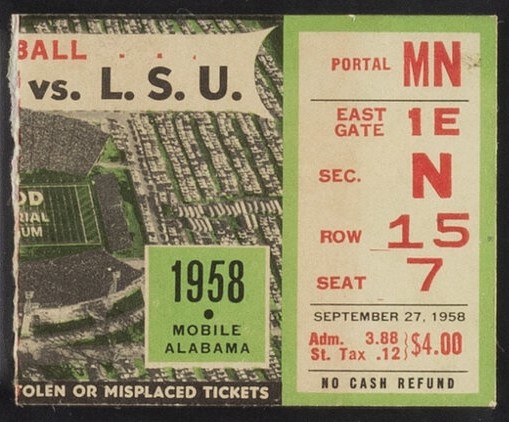 BALL . . . .
vs. L. S. U.
OD
RIAL
UM
1958
•
MOBILE
ALABAMA
TOLEN OR MISPLACED TICKETS
PORTAL MN
EAST GATE 1E
SEC. N
ROW 15
SEAT 7
SEPTEMBER 27, 1958
Adm. 3.88
St. Tax .12 } $4.00
NO CASH REFUND